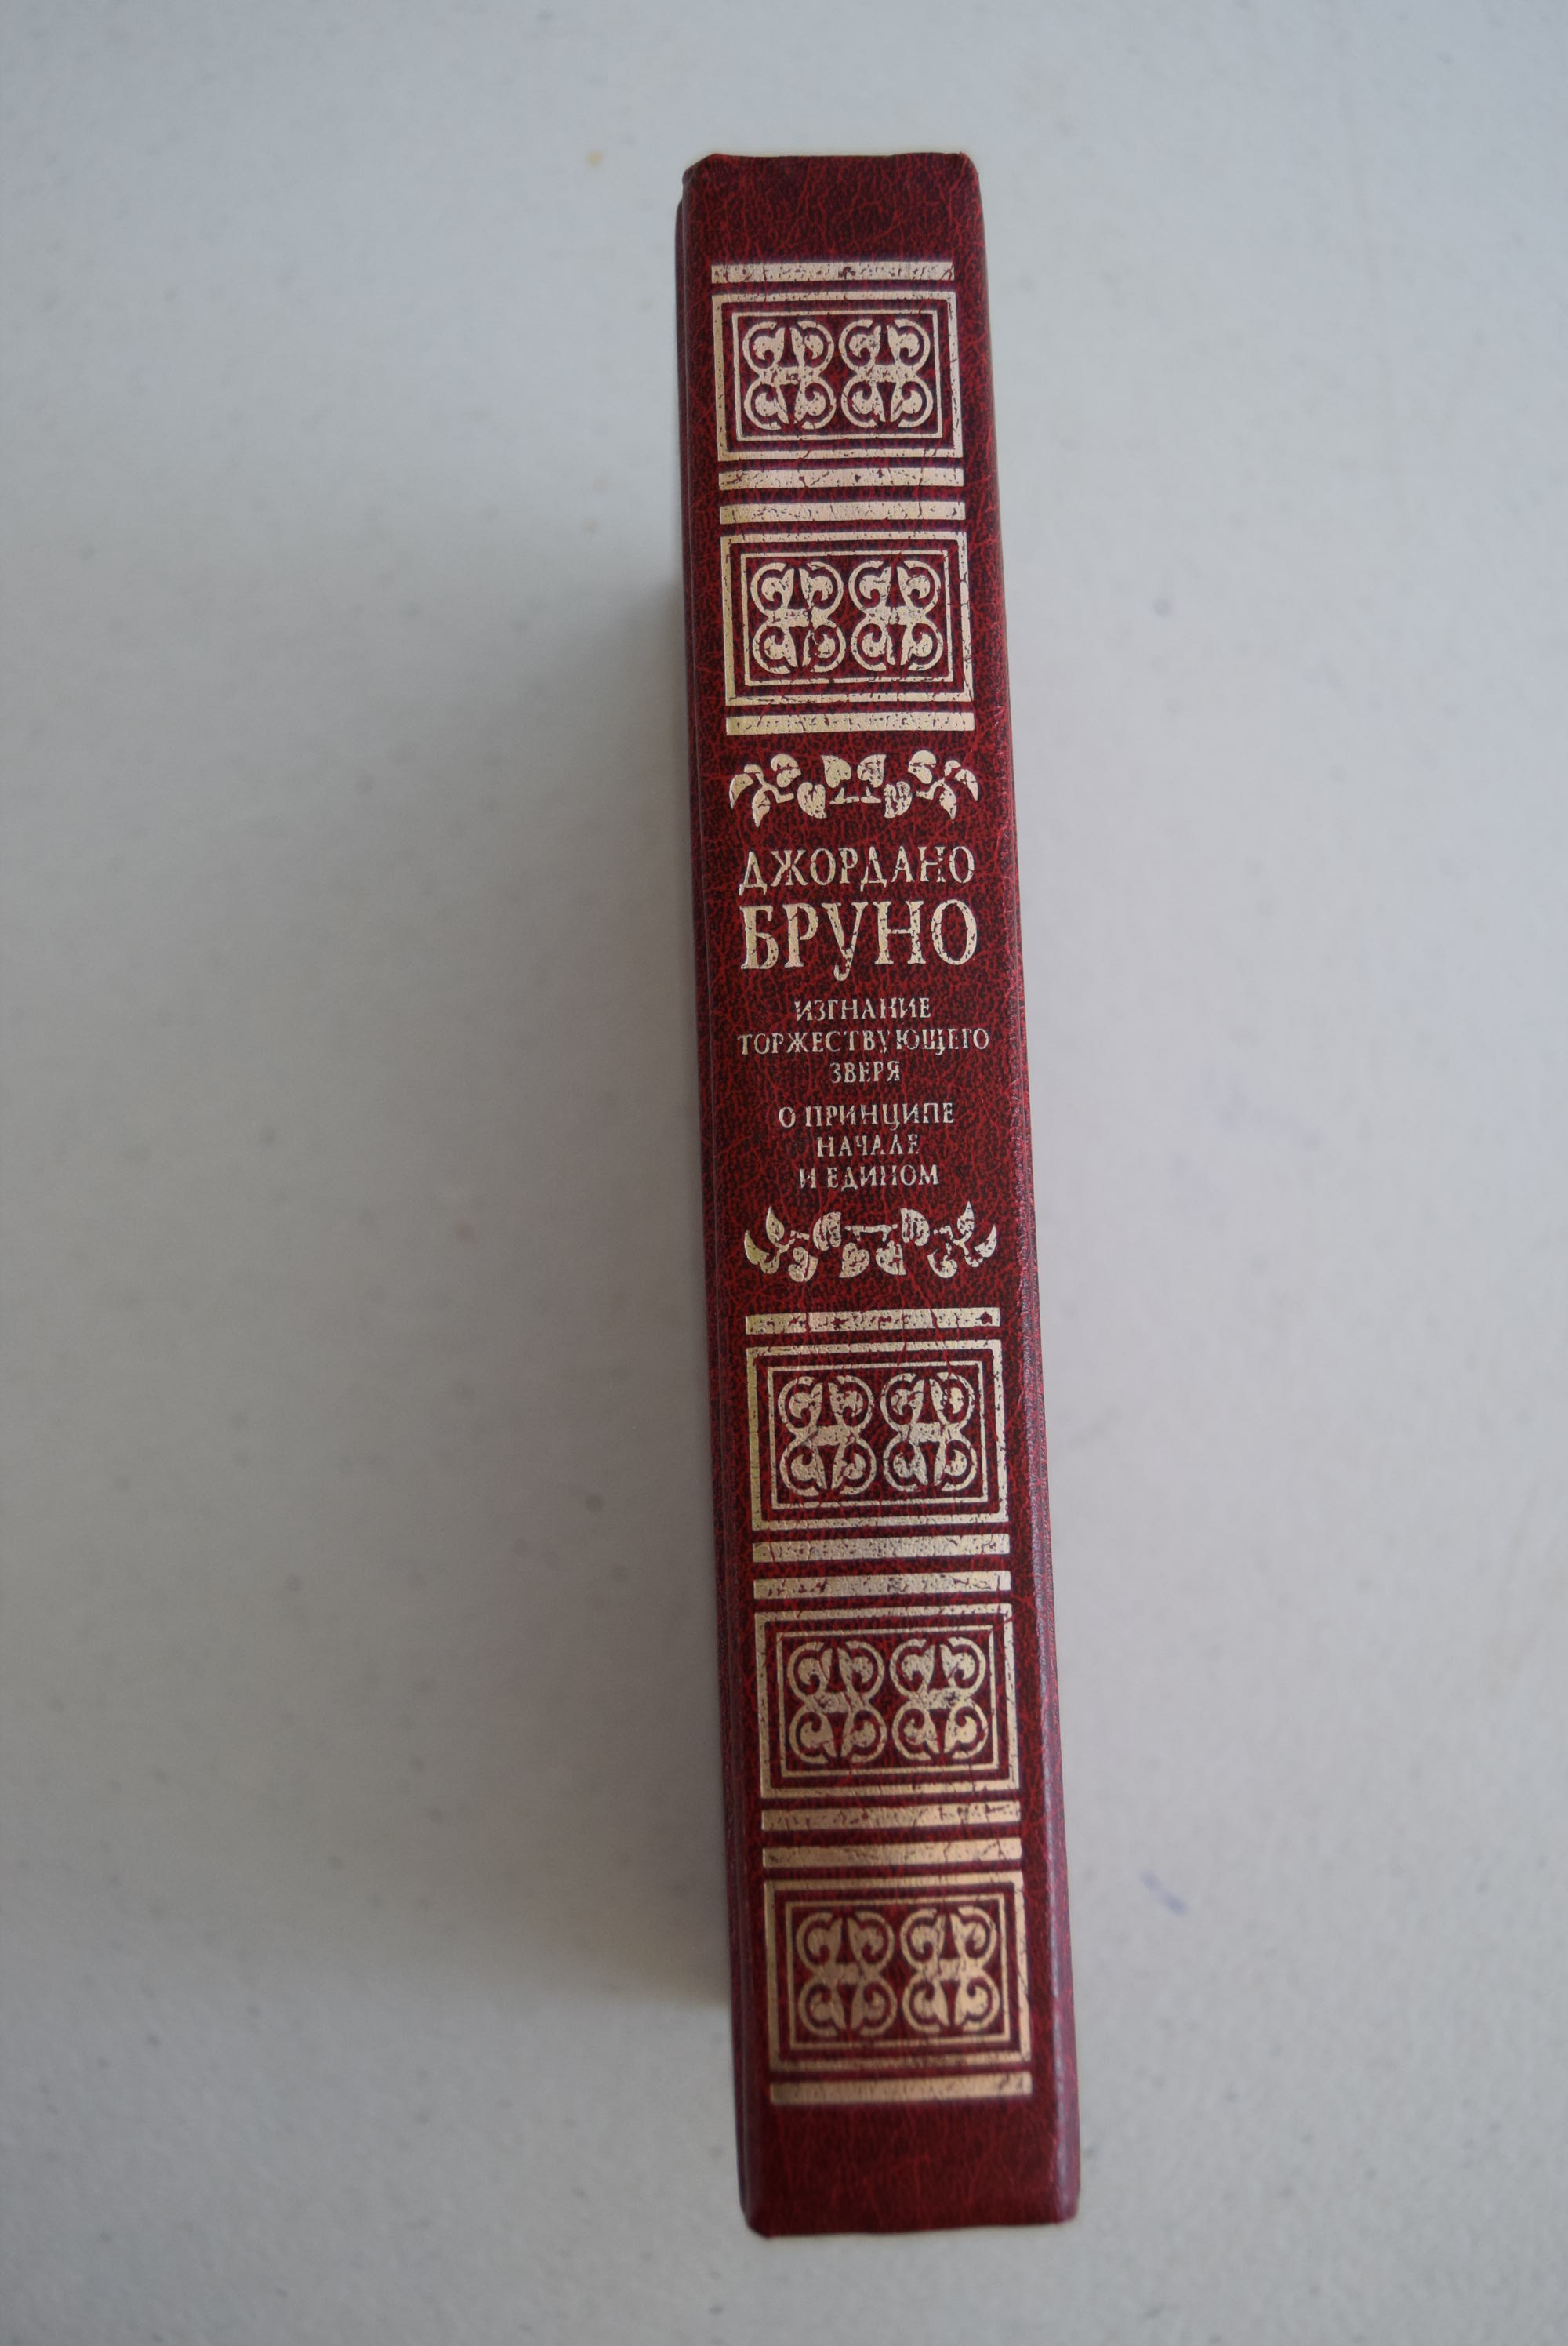 ДЖОРДАНО
БРУНО
ИЗГНАНИЕ
ТОРЖЕСТВУЮЩЕГО
ЗВЕРЯ
О ПРИНЦИПЕ
НАЧАЛЕ
И ЕДИНОМ